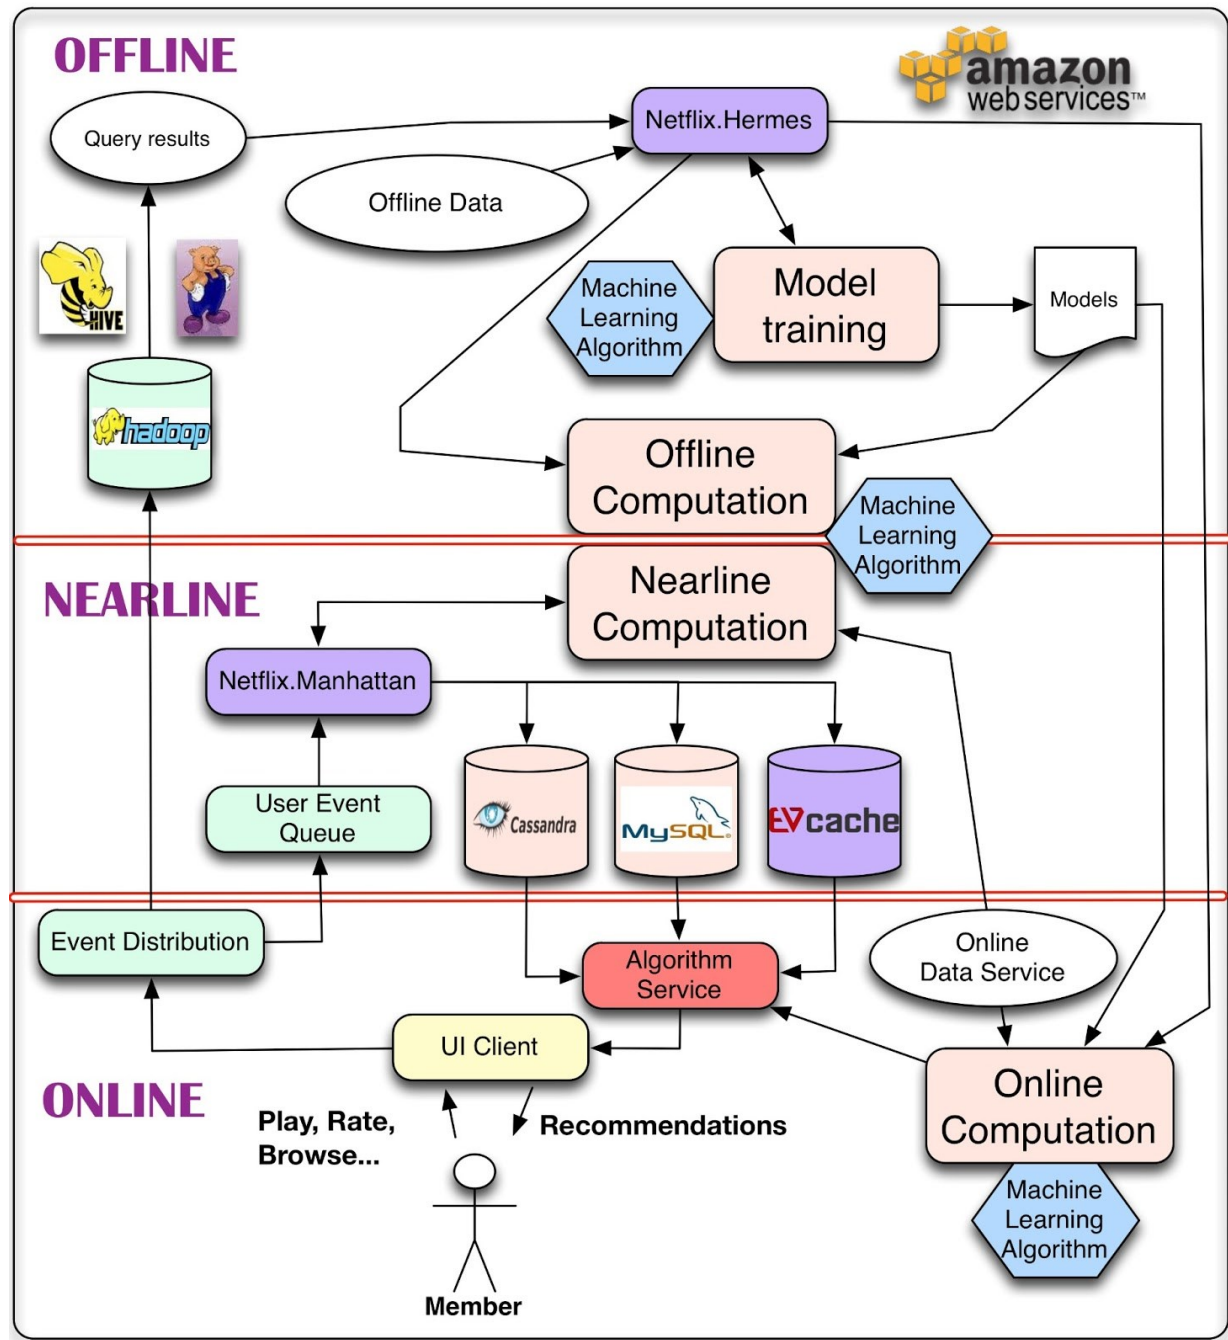 OFFLINE
amazon
webservices™
Query results
Netflix.Hermes
Offline Data
HIVE
Machine
Learning
Algorithm
Model
training
Models
hadoop
Offline
Computation
Machine
Learning
Algorithm
NEARLINE
Nearline
Computation
Netflix.Manhattan
User Event
Queue
Cassandra
MySQL®
EVcache
Event Distribution
Algorithm
Service
Online
Data Service
UI Client
ONLINE
Play, Rate,
Browse...
Recommendations
Online
Computation
Machine
Learning
Algorithm
Member